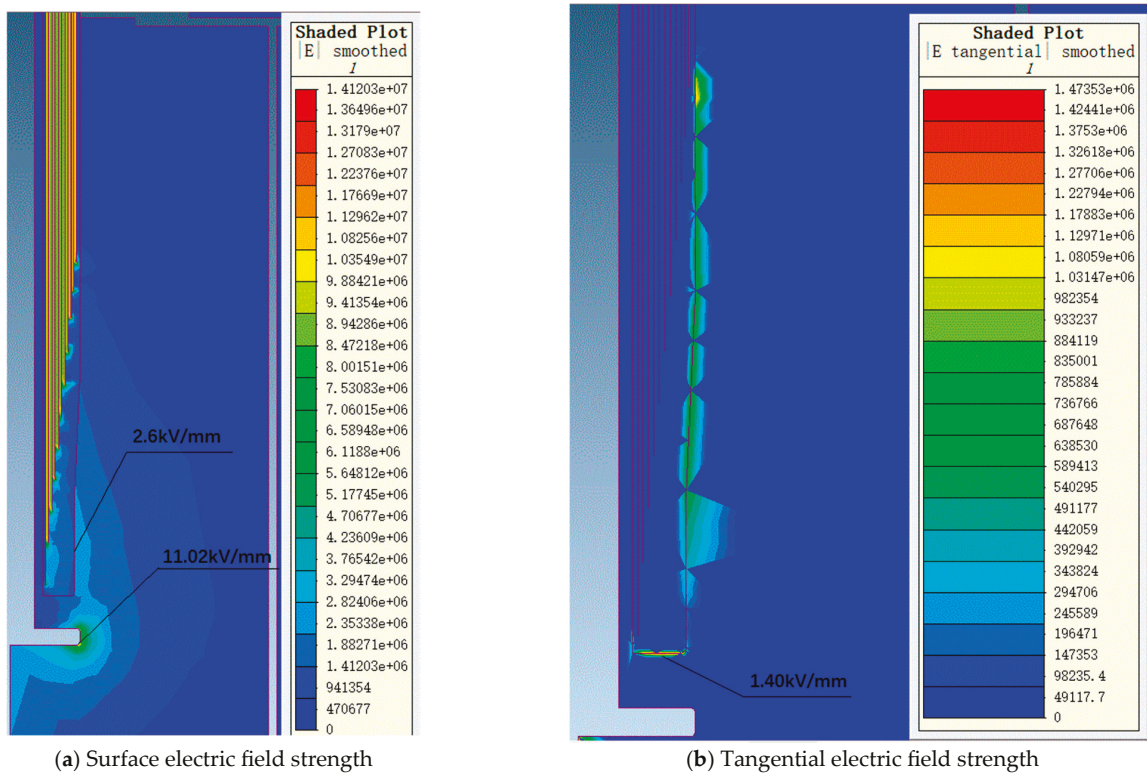 Shaded Plot
|E| smoothed
1
1.41203e+07
1.36496e+07
1.3179e+07
1.27083e+07
1.22376e+07
1.17669e+07
1.12962e+07
1.08256e+07
1.03549e+07
9.88421e+06
9.41354e+06
8.94286e+06
8.47218e+06
8.00151e+06
7.53083e+06
7.06015e+06
6.58948e+06
6.1188e+06
5.64812e+06
5.17745e+06
4.70677e+06
4.23609e+06
3.76542e+06
3.29474e+06
2.82406e+06
2.35338e+06
1.88271e+06
1.41203e+06
941354
470677
0
2.6kV/mm
11.02kV/mm
(a) Surface electric field strength
Shaded Plot
|E tangential| smoothed
1
1.47353e+06
1.42441e+06
1.3753e+06
1.32618e+06
1.27706e+06
1.22794e+06
1.17883e+06
1.12971e+06
1.08059e+06
1.03147e+06
982354
933237
884119
835001
785884
736766
687648
638530
589413
540295
491177
442059
392942
343824
294706
245589
196471
147353
98235.4
49117.7
0
1.40kV/mm
(b) Tangential electric field strength